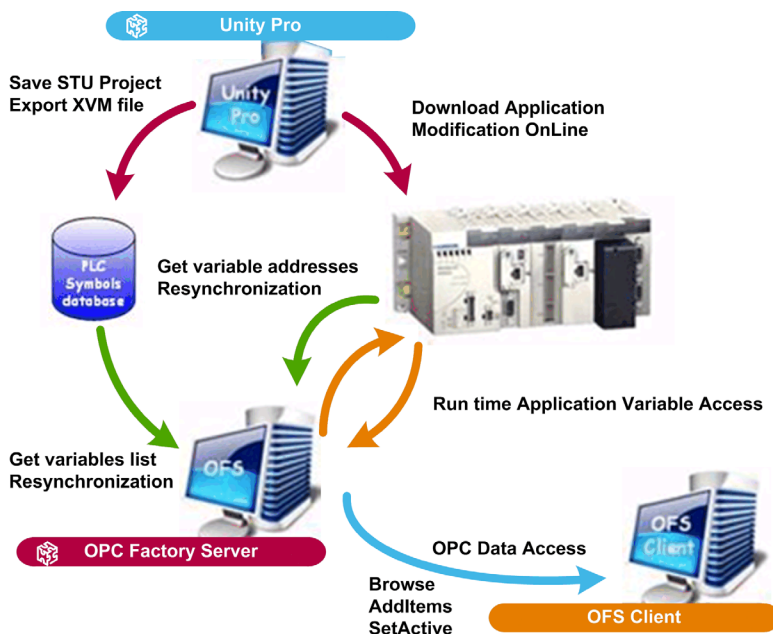 Unity Pro
Save STU Project
Export XVM file
Unity
Pro
Download Application
Modification OnLine
PLC
Symbols
database
Get variable addresses
Resynchronization
Run time Application Variable Access
Get variables list
Resynchronization
OFS
OPC Factory Server
OPC Data Access
OFS
Client
Browse
AddItems
SetActive
OFS Client